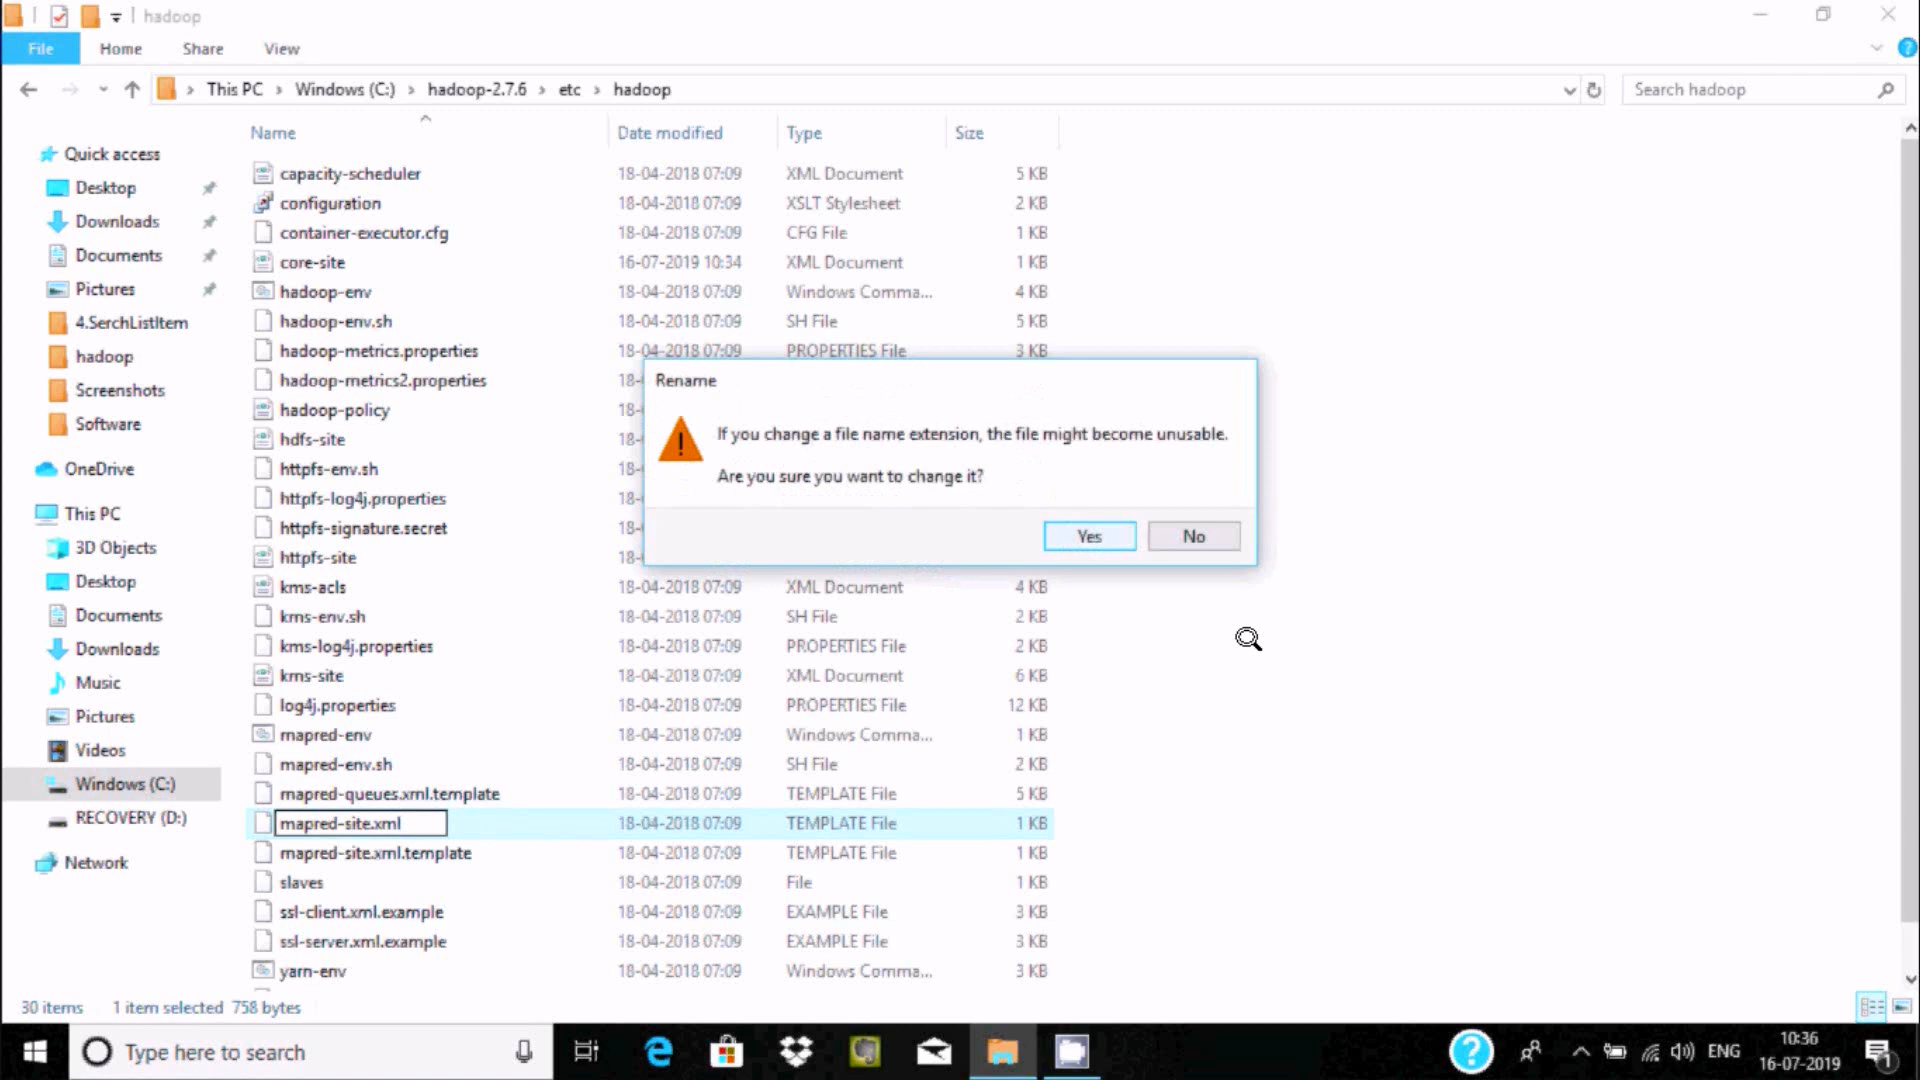 hadoop
File Home Share View
This PC Windows (C:) hadoop-2.7.6 etc hadoop Search hadoop
Name Date modified Type Size
Quick access
Desktop
Downloads
Documents
Pictures
4.SerchListItem
hadoop
Screenshots
Software
OneDrive
This PC
3D Objects
Desktop
Documents
Downloads
Music
Pictures
Videos
Windows (C:)
RECOVERY (D:)
Network
capacity-scheduler 18-04-2018 07:09 XML Document 5 KB
configuration 18-04-2018 07:09 XSLT Stylesheet 2 KB
container-executor.cfg 18-04-2018 07:09 CFG File 1 KB
core-site 16-07-2019 10:34 XML Document 1 KB
hadoop-env 18-04-2018 07:09 Windows Comma... 4 KB
hadoop-env.sh 18-04-2018 07:09 SH File 5 KB
hadoop-metrics.properties 18-04-2018 07:09 PROPERTIES File 3 KB
hadoop-metrics2.properties 18-
hadoop-policy 18-
hdfs-site 18-
httpfs-env.sh 18-
httpfs-log4j.properties 18-
httpfs-signature.secret 18-
httpfs-site 18-
kms-acls 18-04-2018 07:09 XML Document 4 KB
kms-env.sh 18-04-2018 07:09 SH File 2 KB
kms-log4j.properties 18-04-2018 07:09 PROPERTIES File 2 KB
kms-site 18-04-2018 07:09 XML Document 6 KB
log4j.properties 18-04-2018 07:09 PROPERTIES File 12 KB
mapred-env 18-04-2018 07:09 Windows Comma... 1 KB
mapred-env.sh 18-04-2018 07:09 SH File 2 KB
mapred-queues.xml.template 18-04-2018 07:09 TEMPLATE File 5 KB
mapred-site.xml 18-04-2018 07:09 TEMPLATE File 1 KB
mapred-site.xml.template 18-04-2018 07:09 TEMPLATE File 1 KB
slaves 18-04-2018 07:09 File 1 KB
ssl-client.xml.example 18-04-2018 07:09 EXAMPLE File 3 KB
ssl-server.xml.example 18-04-2018 07:09 EXAMPLE File 3 KB
yarn-env 18-04-2018 07:09 Windows Comma... 3 KB
Rename
If you change a file name extension, the file might become unusable.
Are you sure you want to change it?
Yes No
30 items 1 item selected 758 bytes
Type here to search
ENG
10:36
16-07-2019
1